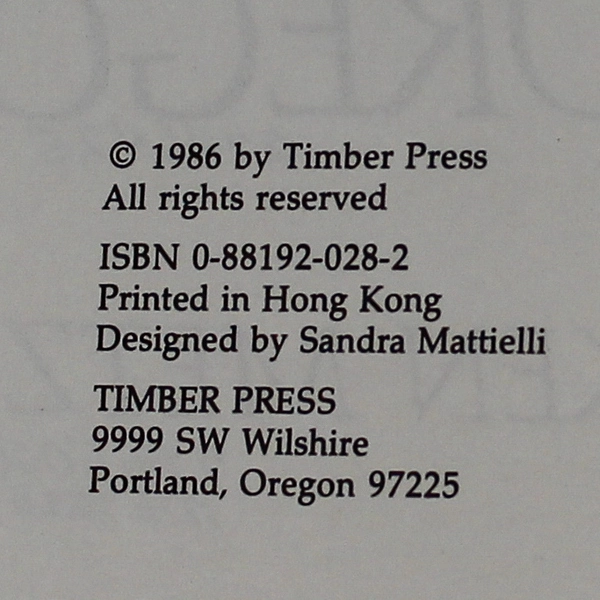 © 1986 by Timber Press
All rights reserved
ISBN 0-88192-028-2
Printed in Hong Kong
Designed by Sandra Mattielli
TIMBER PRESS
9999 SW Wilshire
Portland, Oregon 97225